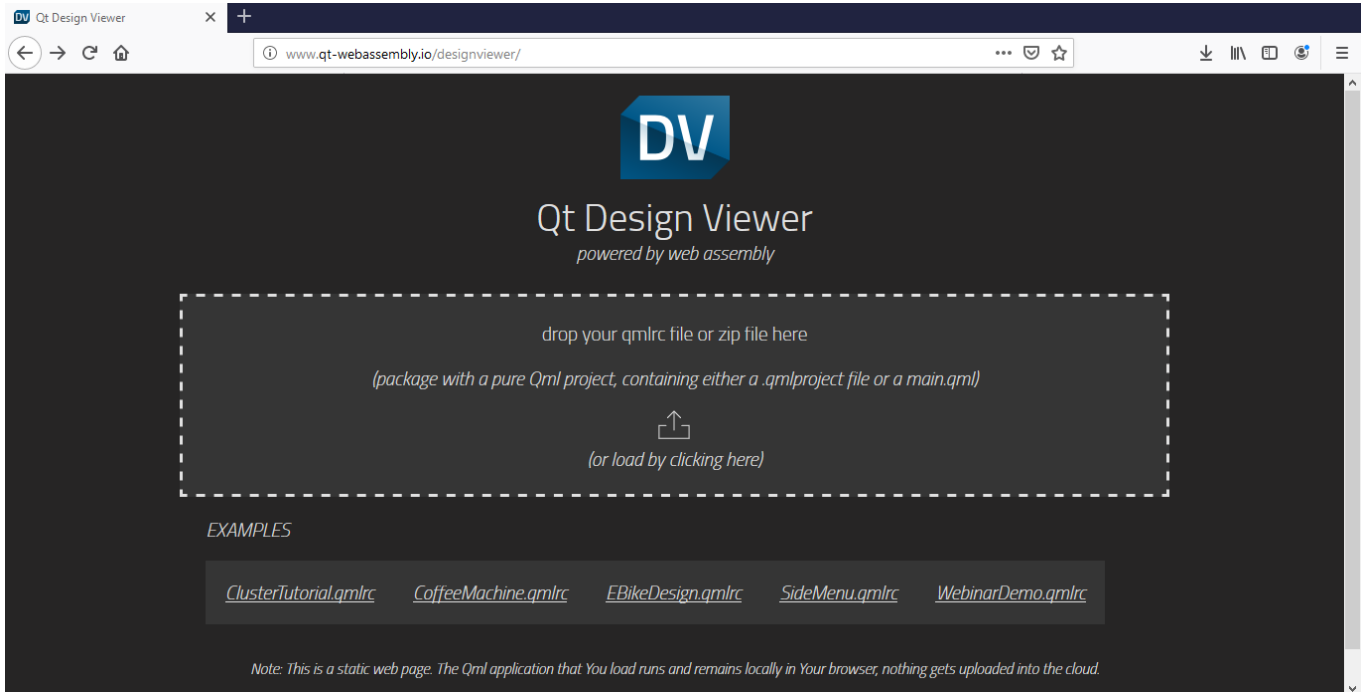 DV Qt Design Viewer
www.qt-webassembly.io/designviewer/
DV
Qt Design Viewer
powered by web assembly
drop your qmlrc file or zip file here
(package with a pure Qml project, containing either a .qmlproject file or a main.qml)
(or load by clicking here)
EXAMPLES
ClusterTutorial.qmlrc CoffeeMachine.qmlrc EBikeDesign.qmlrc SideMenu.qmlrc WebinarDemo.qmlrc
Note: This is a static web page. The Qml application that You load runs and remains locally in Your browser, nothing gets uploaded into the cloud.